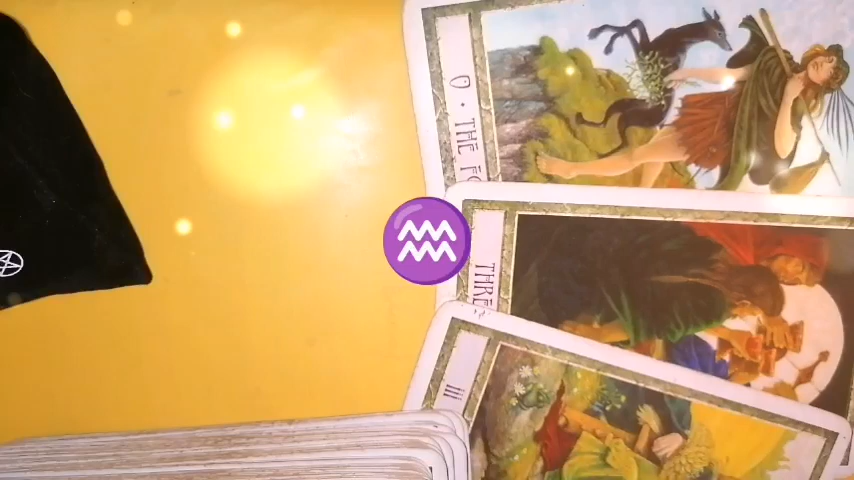 0 • THE FO
THRE
III